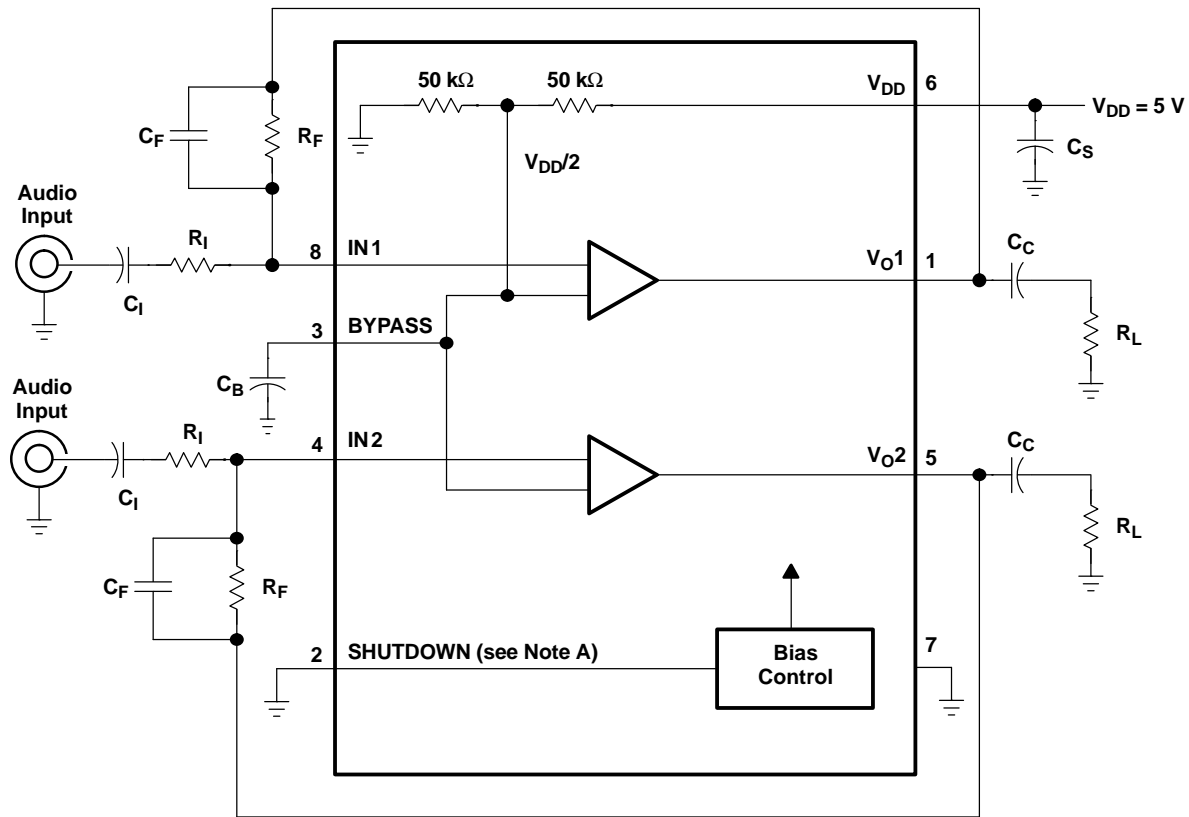 50 kΩ 50 kΩ
V_DD 6
V_DD = 5 V
C_F
R_F
V_DD/2
C_S
Audio
Input
R_I
8 IN1
V_O1 1
C_C
C_I
3 BYPASS
R_L
C_B
Audio
Input
R_I
4 IN2
V_O2 5
C_C
C_I
R_L
C_F
R_F
2 SHUTDOWN (see Note A)
Bias
Control
7